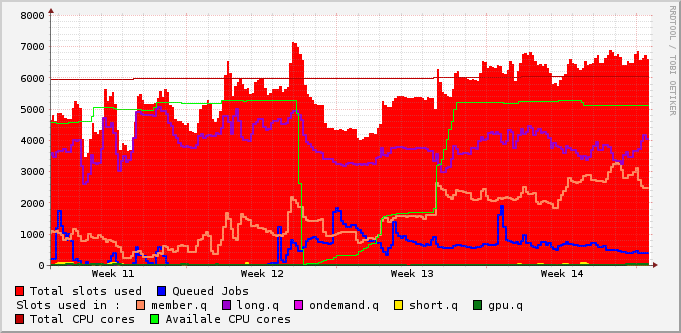 8000
7000
6000
5000
4000
3000
2000
1000
0
Week 11 Week 12 Week 13 Week 14
RRDTOOL / TOBI OETIKER
Total slots used Queued Jobs
Slots used in : member.q long.q ondemand.q short.q gpu.q
Total CPU cores Availale CPU cores